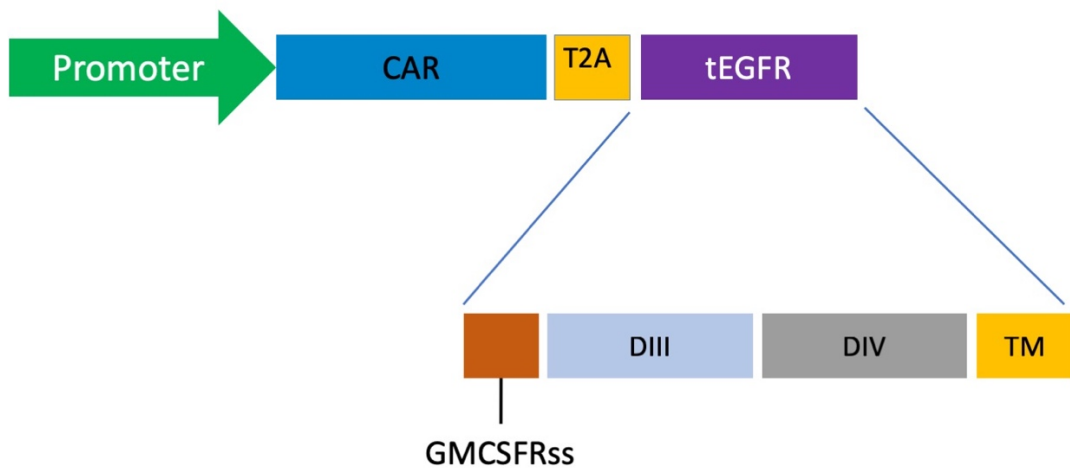 Promoter
CAR
T2A
tEGFR
DIII
DIV
TM
GMCSFRss